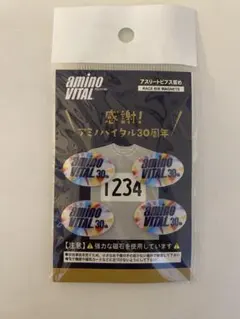 amino
VITAL®
アスリートピアス留め
RACE BIB MAGNETS
感謝!
アミノバイタル30周年
amino
VITAL 30th
amino
VITAL 30th
1234
amino
VITAL 30th
amino
VITAL 30th
【注意】⚠強力な磁石を使用しています⚠